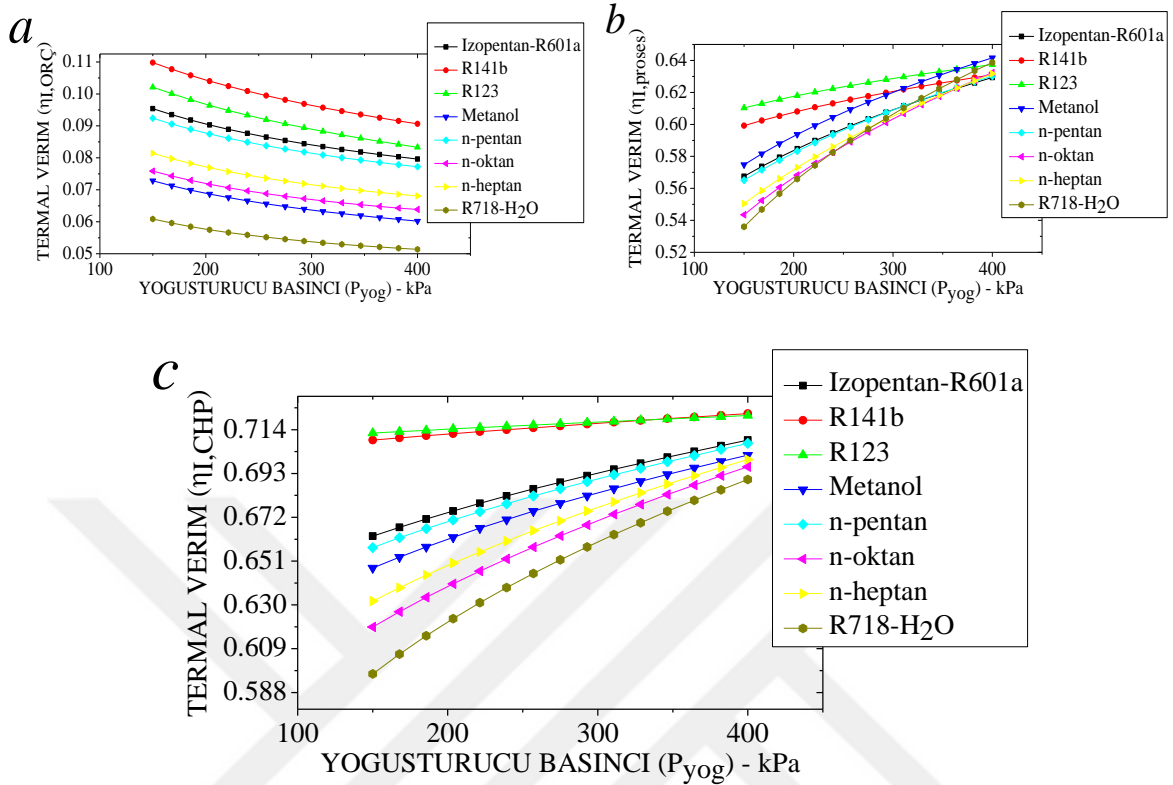 a
TERMAL VERIM (ηI,ORÇ)
0.11
0.10
0.09
0.08
0.07
0.06
0.05
100
200
300
400
YOGUSTURUCU BASINCI (Pyog) - kPa
Izopentan-R601a
R141b
R123
Metanol
n-pentan
n-oktan
n-heptan
R718-H2O
b
TERMAL VERIM (ηI,proses)
0.64
0.62
0.60
0.58
0.56
0.54
0.52
100
200
300
400
YOGUSTURUCU BASINCI (Pyog) - kPa
Izopentan-R601a
R141b
R123
Metanol
n-pentan
n-oktan
n-heptan
R718-H2O
c
TERMAL VERIM (ηI,CHP)
0.714
0.693
0.672
0.651
0.630
0.609
0.588
100
200
300
400
YOGUSTURUCU BASINCI (Pyog) - kPa
Izopentan-R601a
R141b
R123
Metanol
n-pentan
n-oktan
n-heptan
R718-H2O